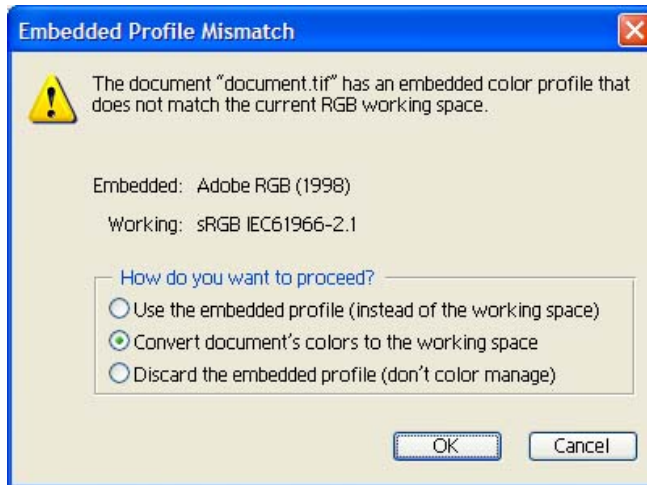 Embedded Profile Mismatch
The document “document.tif” has an embedded color profile that
does not match the current RGB working space.
Embedded: Adobe RGB (1998)
Working: sRGB IEC61966-2.1
How do you want to proceed?
Use the embedded profile (instead of the working space)
Convert document's colors to the working space
Discard the embedded profile (don't color manage)
OK Cancel